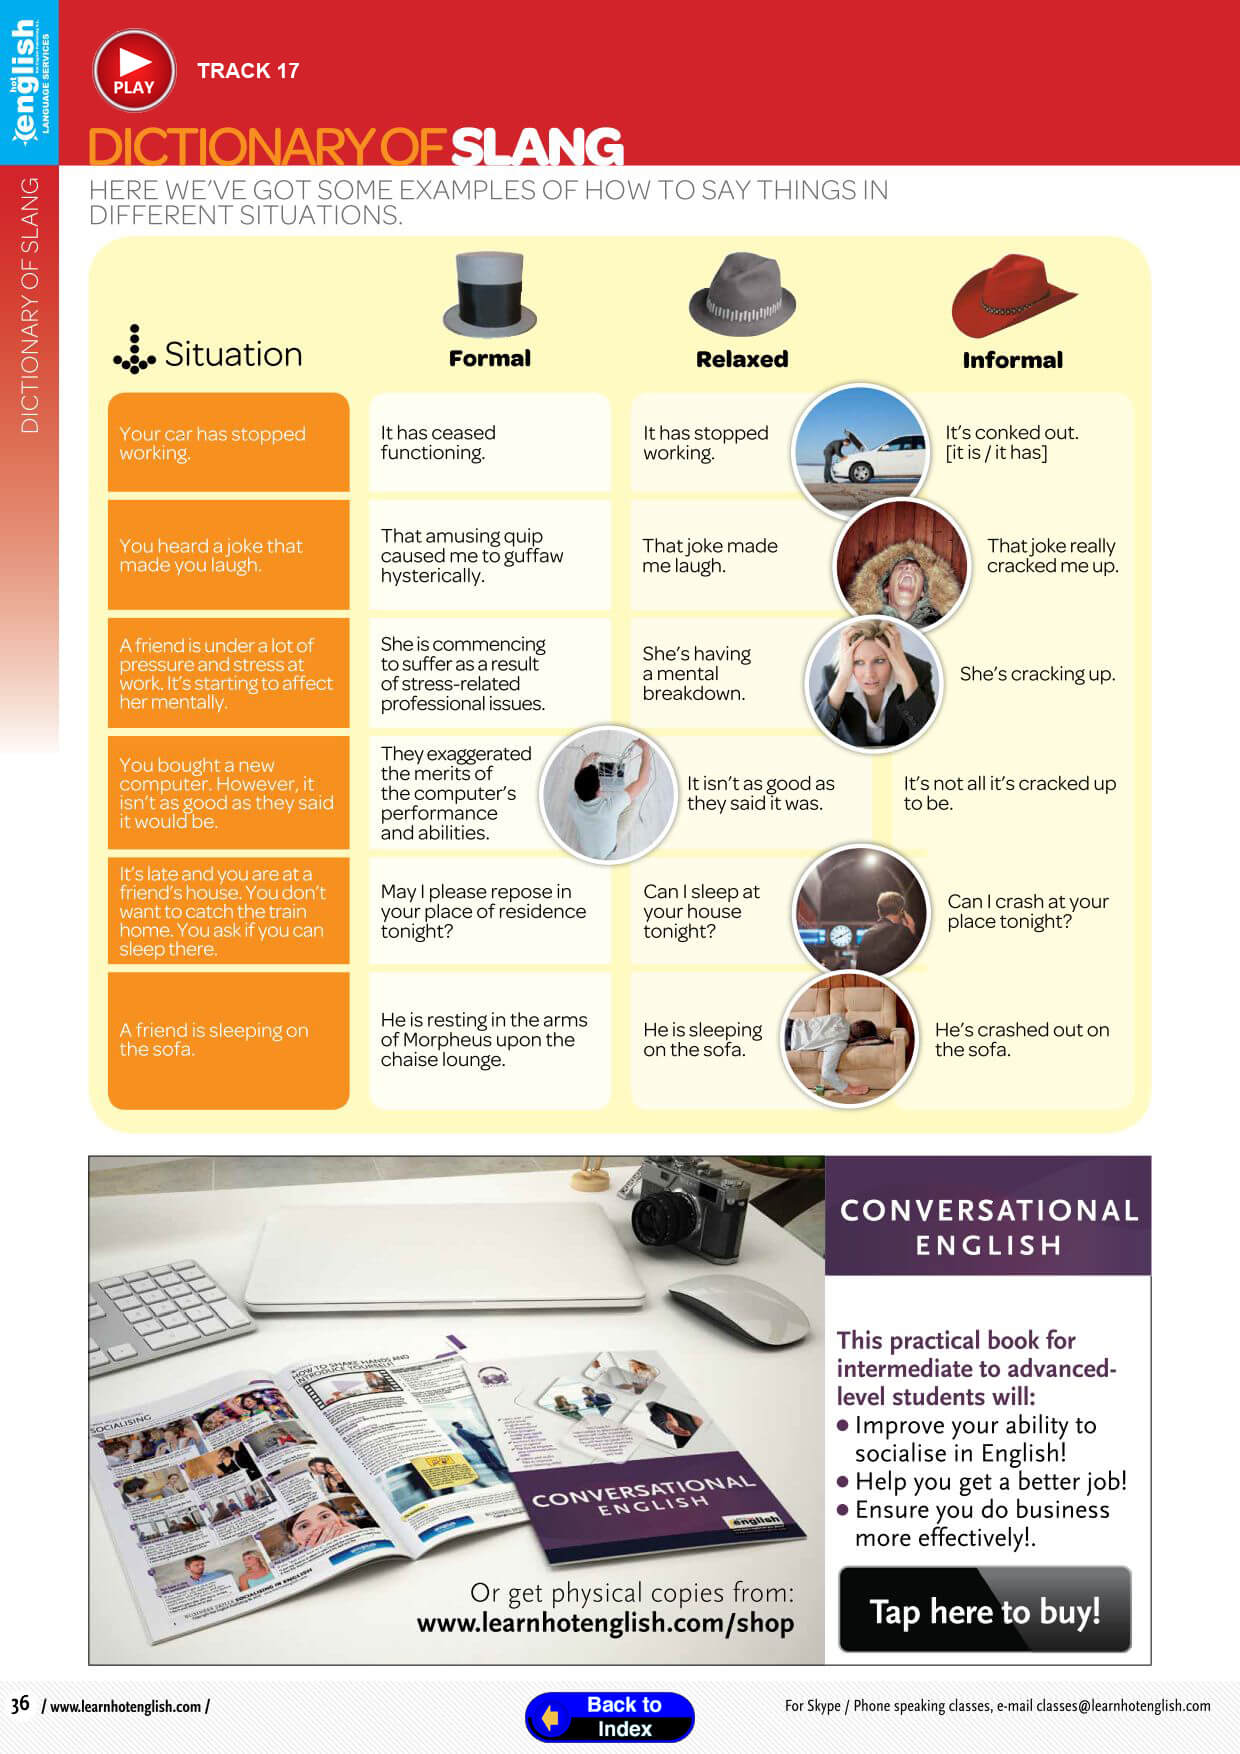 hot
english
LANGUAGE SERVICES
DICTIONARY OF SLANG
PLAY
TRACK 17
DICTIONARY OF SLANG
HERE WE'VE GOT SOME EXAMPLES OF HOW TO SAY THINGS IN
DIFFERENT SITUATIONS.
Situation
Formal
Relaxed
Informal
Your car has stopped
working.
It has ceased
functioning.
It has stopped
working.
It's conked out.
[it is / it has]
You heard a joke that
made you laugh.
That amusing quip
caused me to guffaw
hysterically.
That joke made
me laugh.
That joke really
cracked me up.
A friend is under a lot of
pressure and stress at
work. It's starting to affect
her mentally.
She is commencing
to suffer as a result
of stress-related
professional issues.
She's having
a mental
breakdown.
She's cracking up.
You bought a new
computer. However, it
isn't as good as they said
it would be.
They exaggerated
the merits of
the computer's
performance
and abilities.
It isn't as good as
they said it was.
It's not all it's cracked up
to be.
It's late and you are at a
friend's house. You don't
want to catch the train
home. You ask if you can
sleep there.
May I please repose in
your place of residence
tonight?
Can I sleep at
your house
tonight?
Can I crash at your
place tonight?
A friend is sleeping on
the sofa.
He is resting in the arms
of Morpheus upon the
chaise lounge.
He is sleeping
on the sofa.
He's crashed out on
the sofa.
HOW TO SHAKE HANDS AND
INTRODUCE YOURSELF
SOCIALISING
CONVERSATIONAL
ENGLISH
english
SOCIALISING IN ENGLISH
Or get physical copies from:
www.learnhotenglish.com/shop
CONVERSATIONAL
ENGLISH
This practical book for
intermediate to advanced-
level students will:
• Improve your ability to
socialise in English!
• Help you get a better job!
• Ensure you do business
more effectively!.
Tap here to buy!
36 / www.learnhotenglish.com /
Back to
Index
For Skype / Phone speaking classes, e-mail classes@learnhotenglish.com